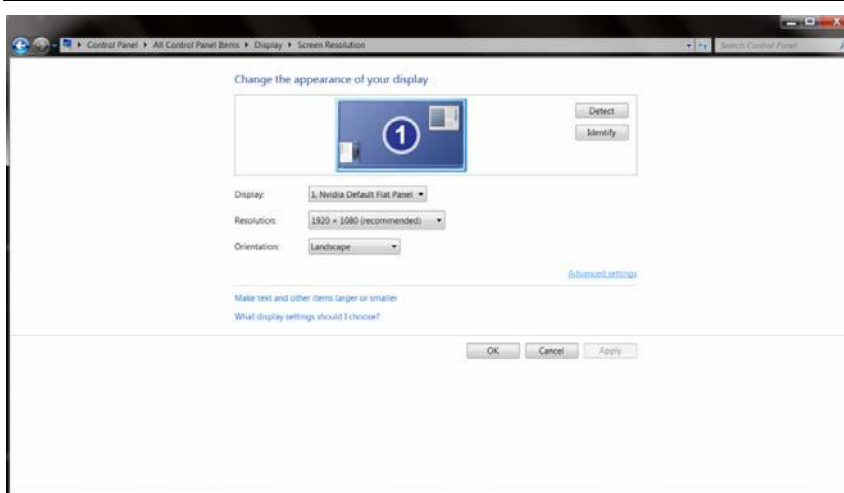 Control Panel ▸ All Control Panel Items ▸ Display ▸ Screen Resolution
Search Control Panel
Change the appearance of your display
1
Detect
Identify
Display:
1. Nvidia Default Flat Panel
Resolution:
1920 × 1080 (recommended)
Orientation:
Landscape
Advanced settings
Make text and other items larger or smaller
What display settings should I choose?
OK
Cancel
Apply